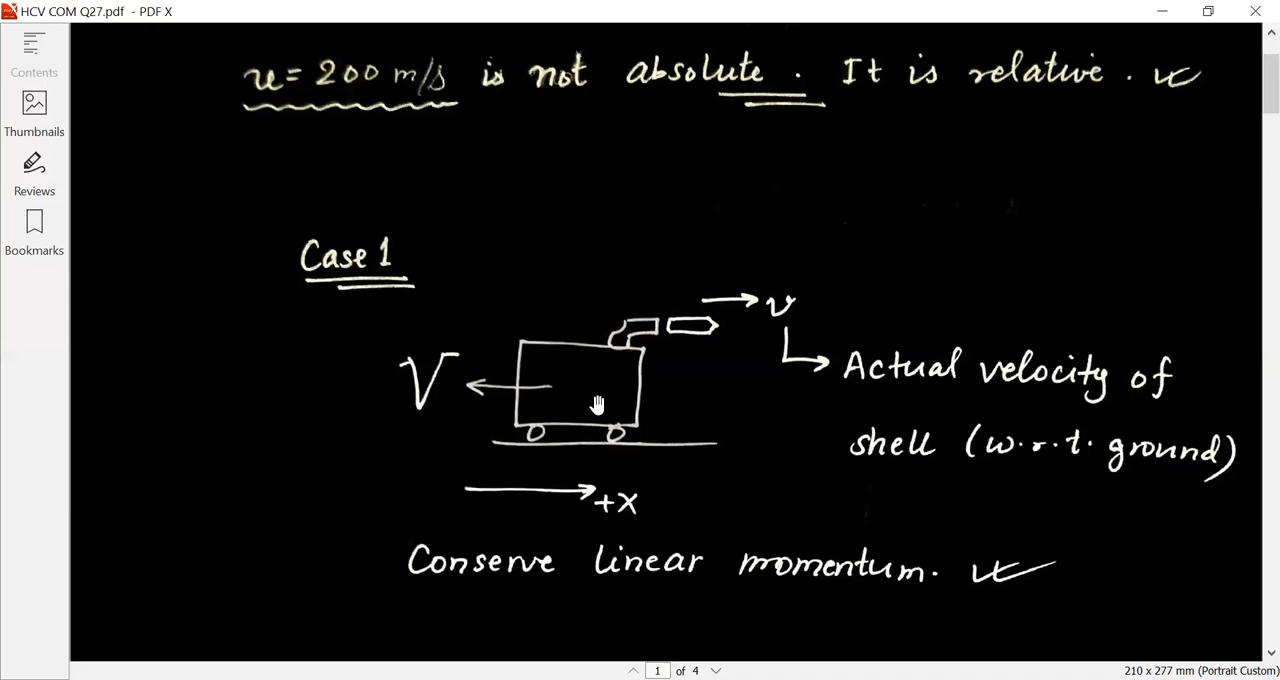 HCV COM Q27.pdf - PDF X
Contents
Thumbnails
Reviews
Bookmarks
u = 200 m/s is not absolute. It is relative.
Case 1
v
V
Actual velocity of
shell (w.r.t. ground)
+X
Conserve linear momentum.
1 of 4
210 x 277 mm (Portrait Custom)